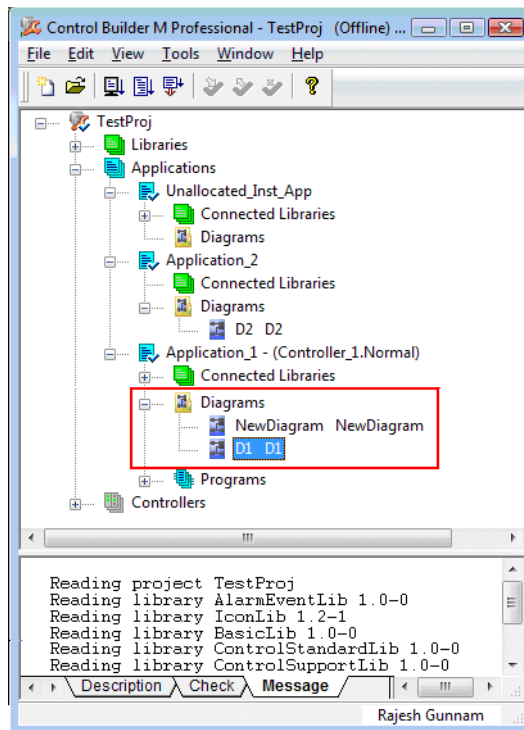 Control Builder M Professional - TestProj (Offline) ...
File Edit View Tools Window Help
TestProj
Libraries
Applications
Unallocated_Inst_App
Connected Libraries
Diagrams
Application_2
Connected Libraries
Diagrams
D2 D2
Application_1 - (Controller_1.Normal)
Connected Libraries
Diagrams
NewDiagram NewDiagram
D1 D1
Programs
Controllers
Reading project TestProj
Reading library AlarmEventLib 1.0-0
Reading library IconLib 1.2-1
Reading library BasicLib 1.0-0
Reading library ControlStandardLib 1.0-0
Reading library ControlSupportLib 1.0-0
Description Check Message
Rajesh Gunnam